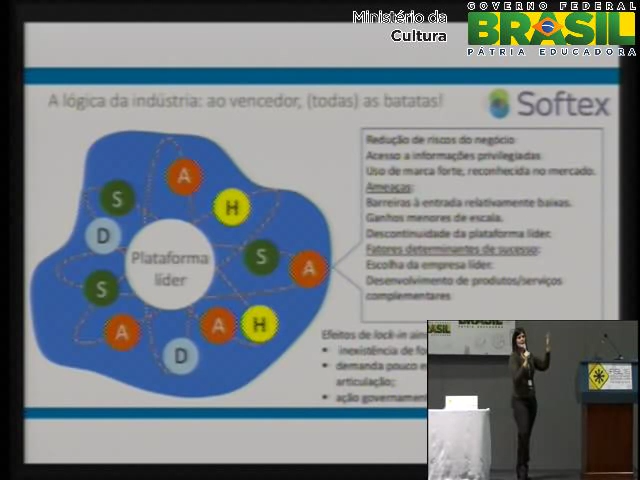 Ministério da
Cultura
GOVERNO FEDERAL
BRASIL
PÁTRIA EDUCADORA
A lógica da indústria: ao vencedor, (todas) as batatas!
Softex
Redução de riscos do negócio
Acesso a informações privilegiadas
Uso de marca forte, reconhecida no mercado.
Ameaças:
Barreiras à entrada relativamente baixas.
Ganhos menores de escala.
Descontinuidade da plataforma líder.
Fatores determinantes de sucesso:
Escolha da empresa líder.
Desenvolvimento de produtos/serviços
complementares
A
S
H
D
Plataforma
líder
S
A
S
A
A
H
D
Efeitos de lock-in
• inexistência de
• demanda pouco
articulação;
• ação
BRASIL
BRASIL